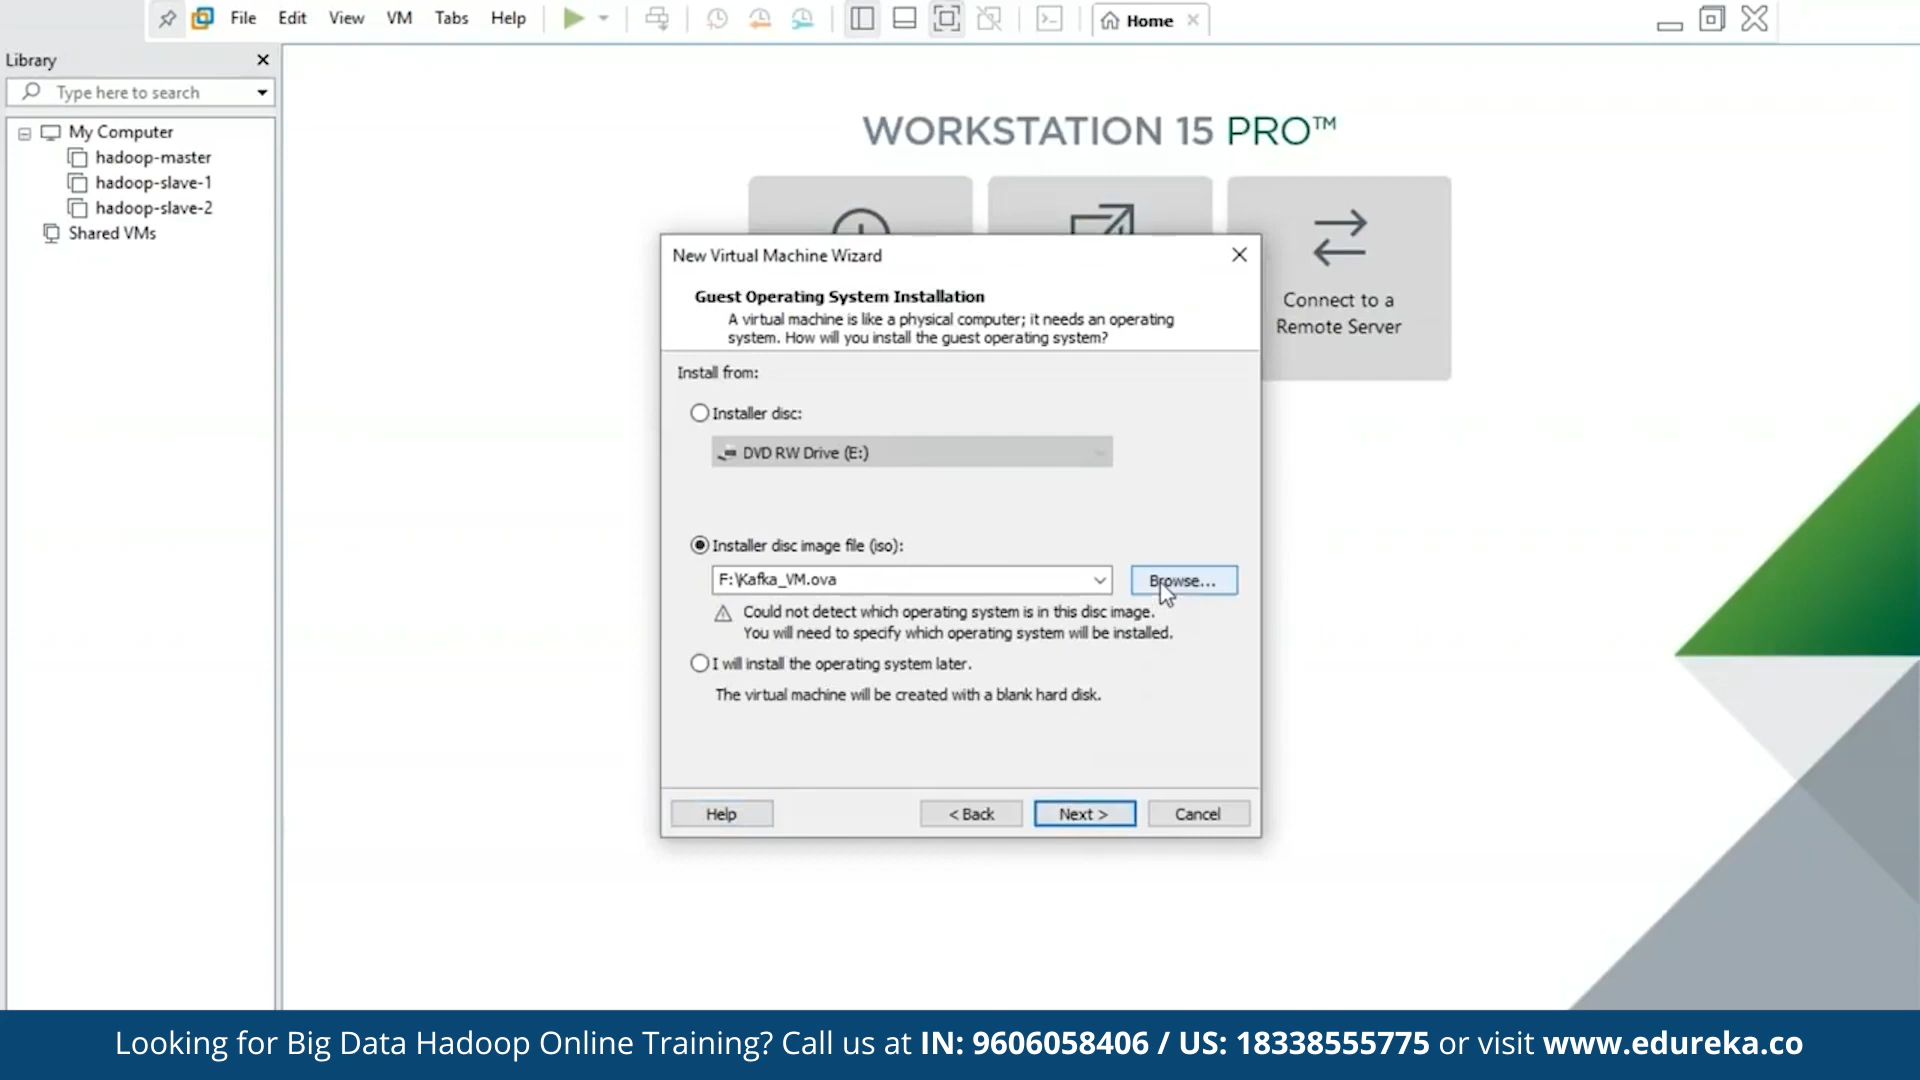 File Edit View VM Tabs Help
Home
Library
Type here to search
My Computer
hadoop-master
hadoop-slave-1
hadoop-slave-2
Shared VMs
WORKSTATION 15 PRO™
Connect to a
Remote Server
New Virtual Machine Wizard
Guest Operating System Installation
A virtual machine is like a physical computer; it needs an operating
system. How will you install the guest operating system?
Install from:
Installer disc:
DVD RW Drive (E:)
Installer disc image file (iso):
F:\Kafka_VM.ova
Browse...
Could not detect which operating system is in this disc image.
You will need to specify which operating system will be installed.
I will install the operating system later.
The virtual machine will be created with a blank hard disk.
Help < Back Next > Cancel
Looking for Big Data Hadoop Online Training? Call us at IN: 9606058406 / US: 18338555775 or visit www.edureka.co